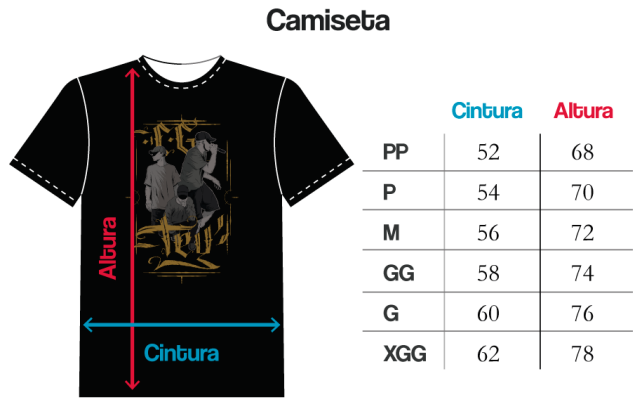 Camiseta
Cintura Altura
PP 52 68
P 54 70
M 56 72
GG 58 74
G 60 76
XGG 62 78
Altura
Cintura